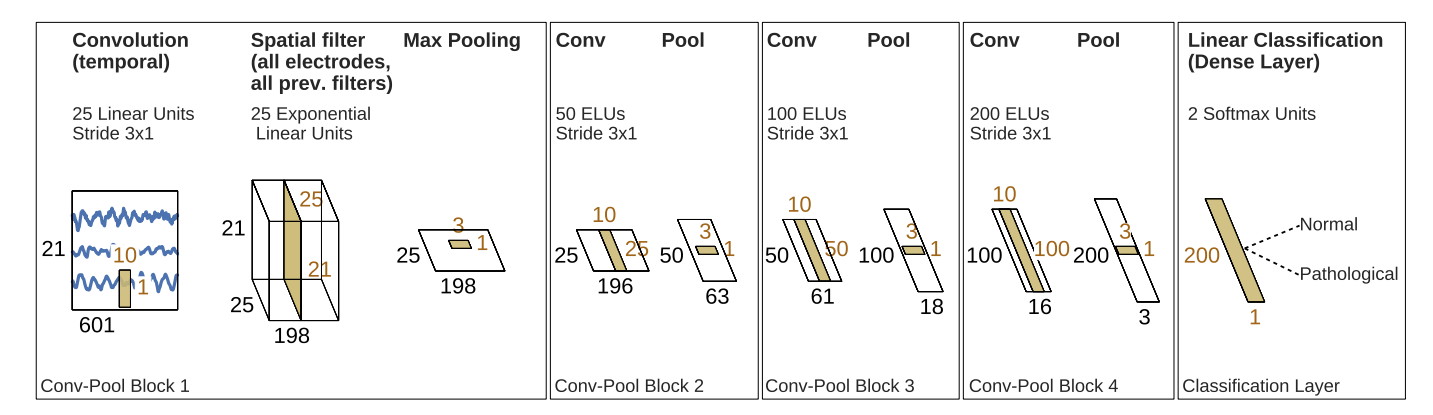 Convolution
(temporal)
25 Linear Units
Stride 3x1
21
10
1
601
Spatial filter
(all electrodes,
all prev. filters)
25 Exponential
Linear Units
25
21
21
25
198
Max Pooling
3
1
25
198
Conv-Pool Block 1
Conv
Pool
50 ELUs
Stride 3x1
10
25
25
196
3
1
50
63
Conv-Pool Block 2
Conv
Pool
100 ELUs
Stride 3x1
10
50
50
61
3
1
100
18
Conv-Pool Block 3
Conv
Pool
200 ELUs
Stride 3x1
10
100
100
16
3
1
200
3
Conv-Pool Block 4
Linear Classification
(Dense Layer)
2 Softmax Units
Normal
200
Pathological
1
Classification Layer